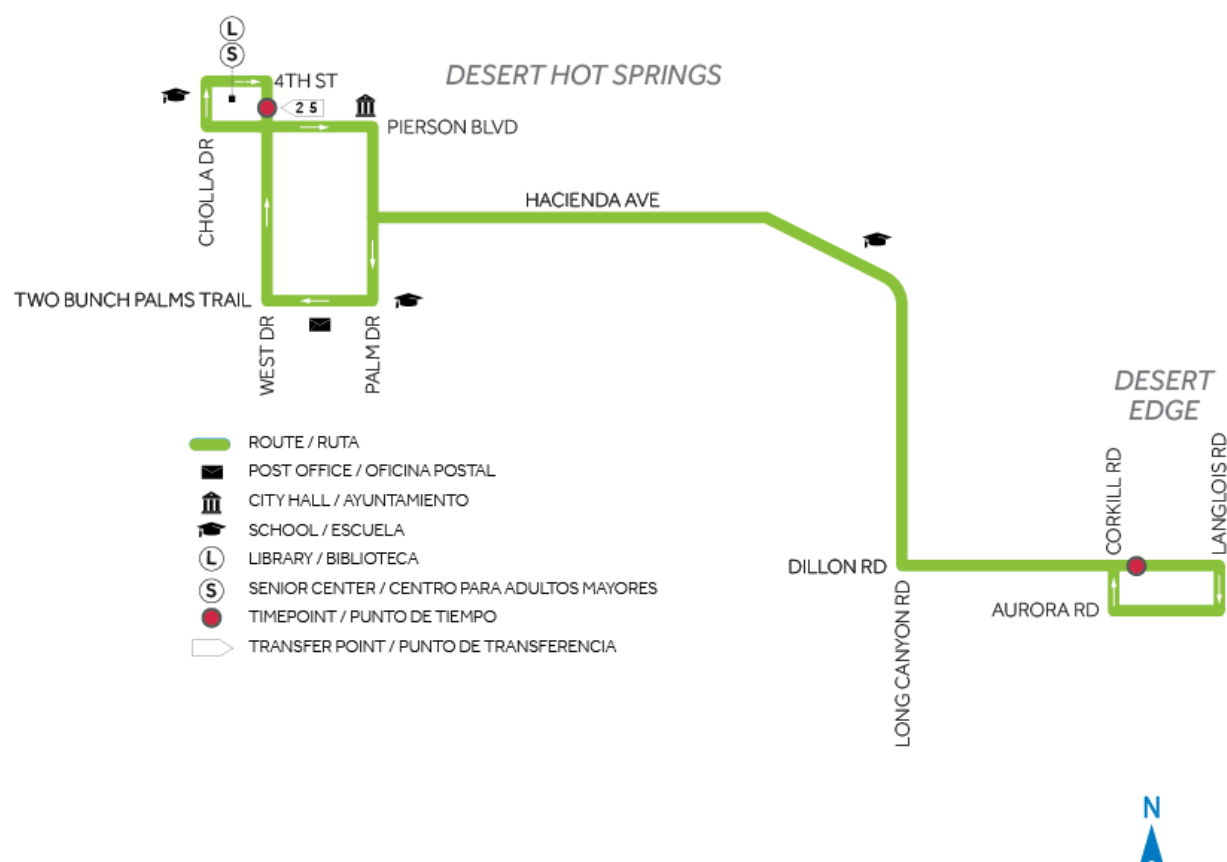 L
S
4TH ST
DESERT HOT SPRINGS
2 5
PIERSON BLVD
CHOLLA DR
HACIENDA AVE
TWO BUNCH PALMS TRAIL
WEST DR
PALM DR
DESERT
EDGE
ROUTE / RUTA
POST OFFICE / OFICINA POSTAL
CITY HALL / AYUNTAMIENTO
SCHOOL / ESCUELA
L LIBRARY / BIBLIOTECA
S SENIOR CENTER / CENTRO PARA ADULTOS MAYORES
TIMEPOINT / PUNTO DE TIEMPO
TRANSFER POINT / PUNTO DE TRANSFERENCIA
CORKILL RD
LANGLOIS RD
DILLON RD
AURORA RD
LONG CANYON RD
N